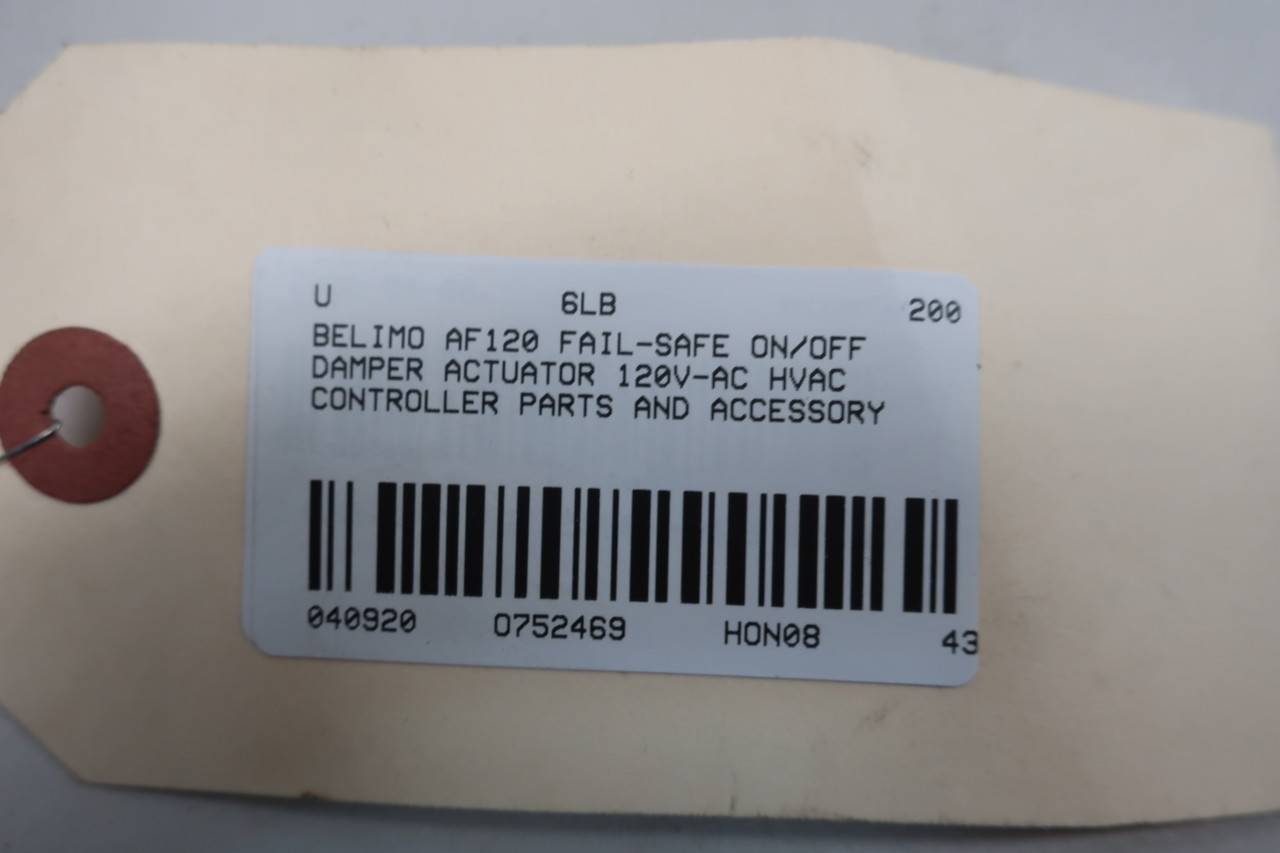 U 6LB 200
BELIMO AF120 FAIL-SAFE ON/OFF
DAMPER ACTUATOR 120V-AC HVAC
CONTROLLER PARTS AND ACCESSORY
040920 O752469 HON08 43